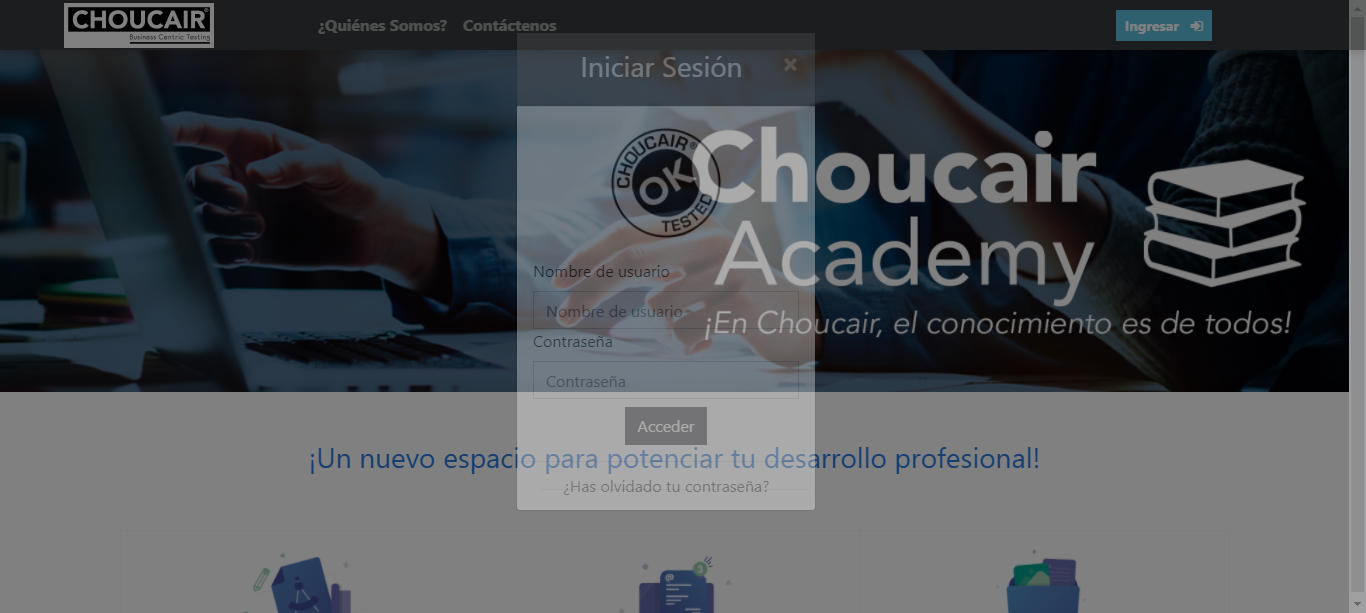 CHOUCAIR®
Business Centric Testing
¿Quiénes Somos?
Contáctenos
Ingresar
Iniciar Sesión
×
CHOUCAIR®
OK
TESTED
Choucair
Academy
¡En Choucair, el conocimiento es de todos!
Nombre de usuario
Nombre de usuario
Contraseña
Contraseña
Acceder
¡Un nuevo espacio para potenciar tu desarrollo profesional!
¿Has olvidado tu contraseña?
3